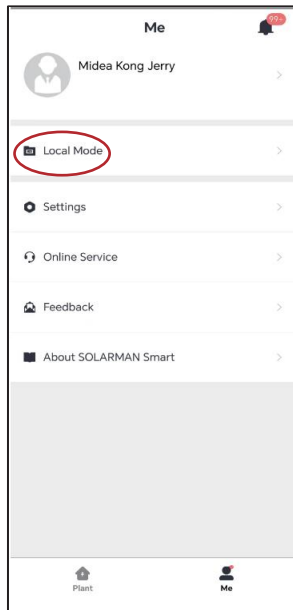 Me
99+
Midea Kong Jerry
Local Mode
Settings
Online Service
Feedback
About SOLARMAN Smart
Plant
Me